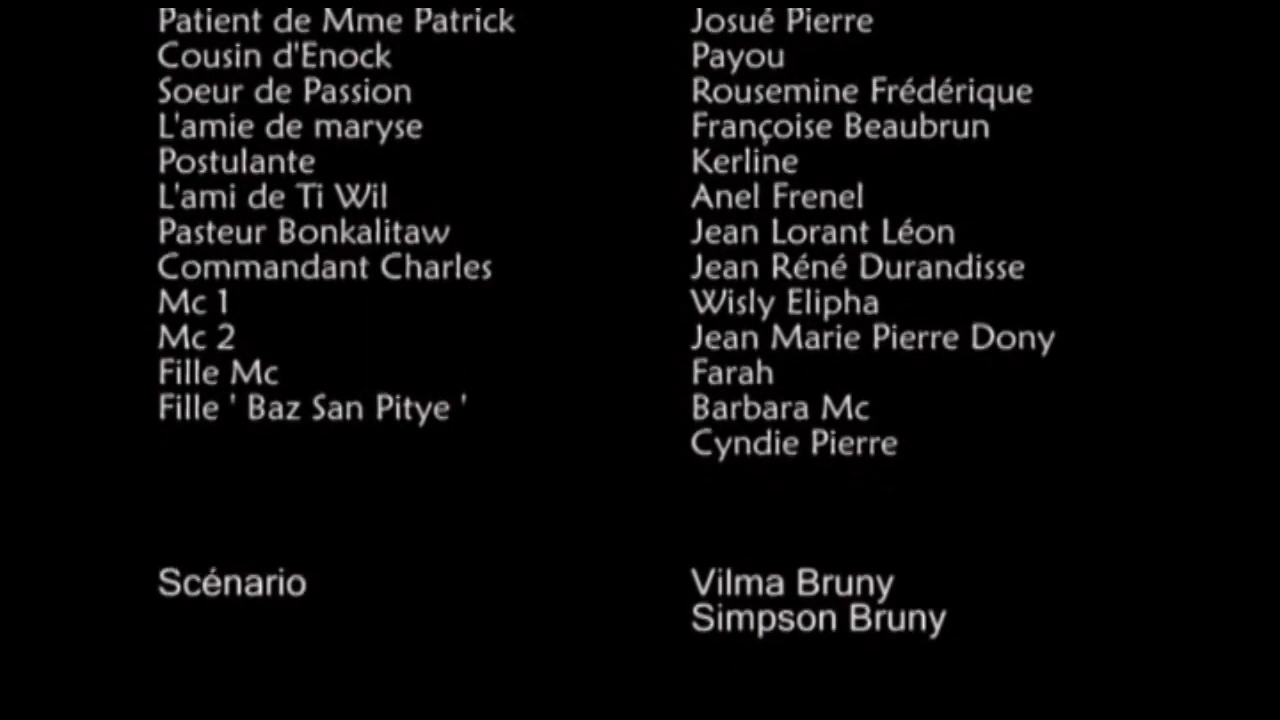 Patient de Mme Patrick Josué Pierre
Cousin d'Enock Payou
Soeur de Passion Rousemine Frédérique
L'amie de maryse Françoise Beaubrun
Postulante Kerline
L'ami de Ti Wil Anel Frenel
Pasteur Bonkalitaw Jean Lorant Léon
Commandant Charles Jean Réné Durandisse
Mc 1 Wisly Elipha
Mc 2 Jean Marie Pierre Dony
Fille Mc Farah
Fille ' Baz San Pitye ' Barbara Mc
Cyndie Pierre
Scénario Vilma Bruny
Simpson Bruny